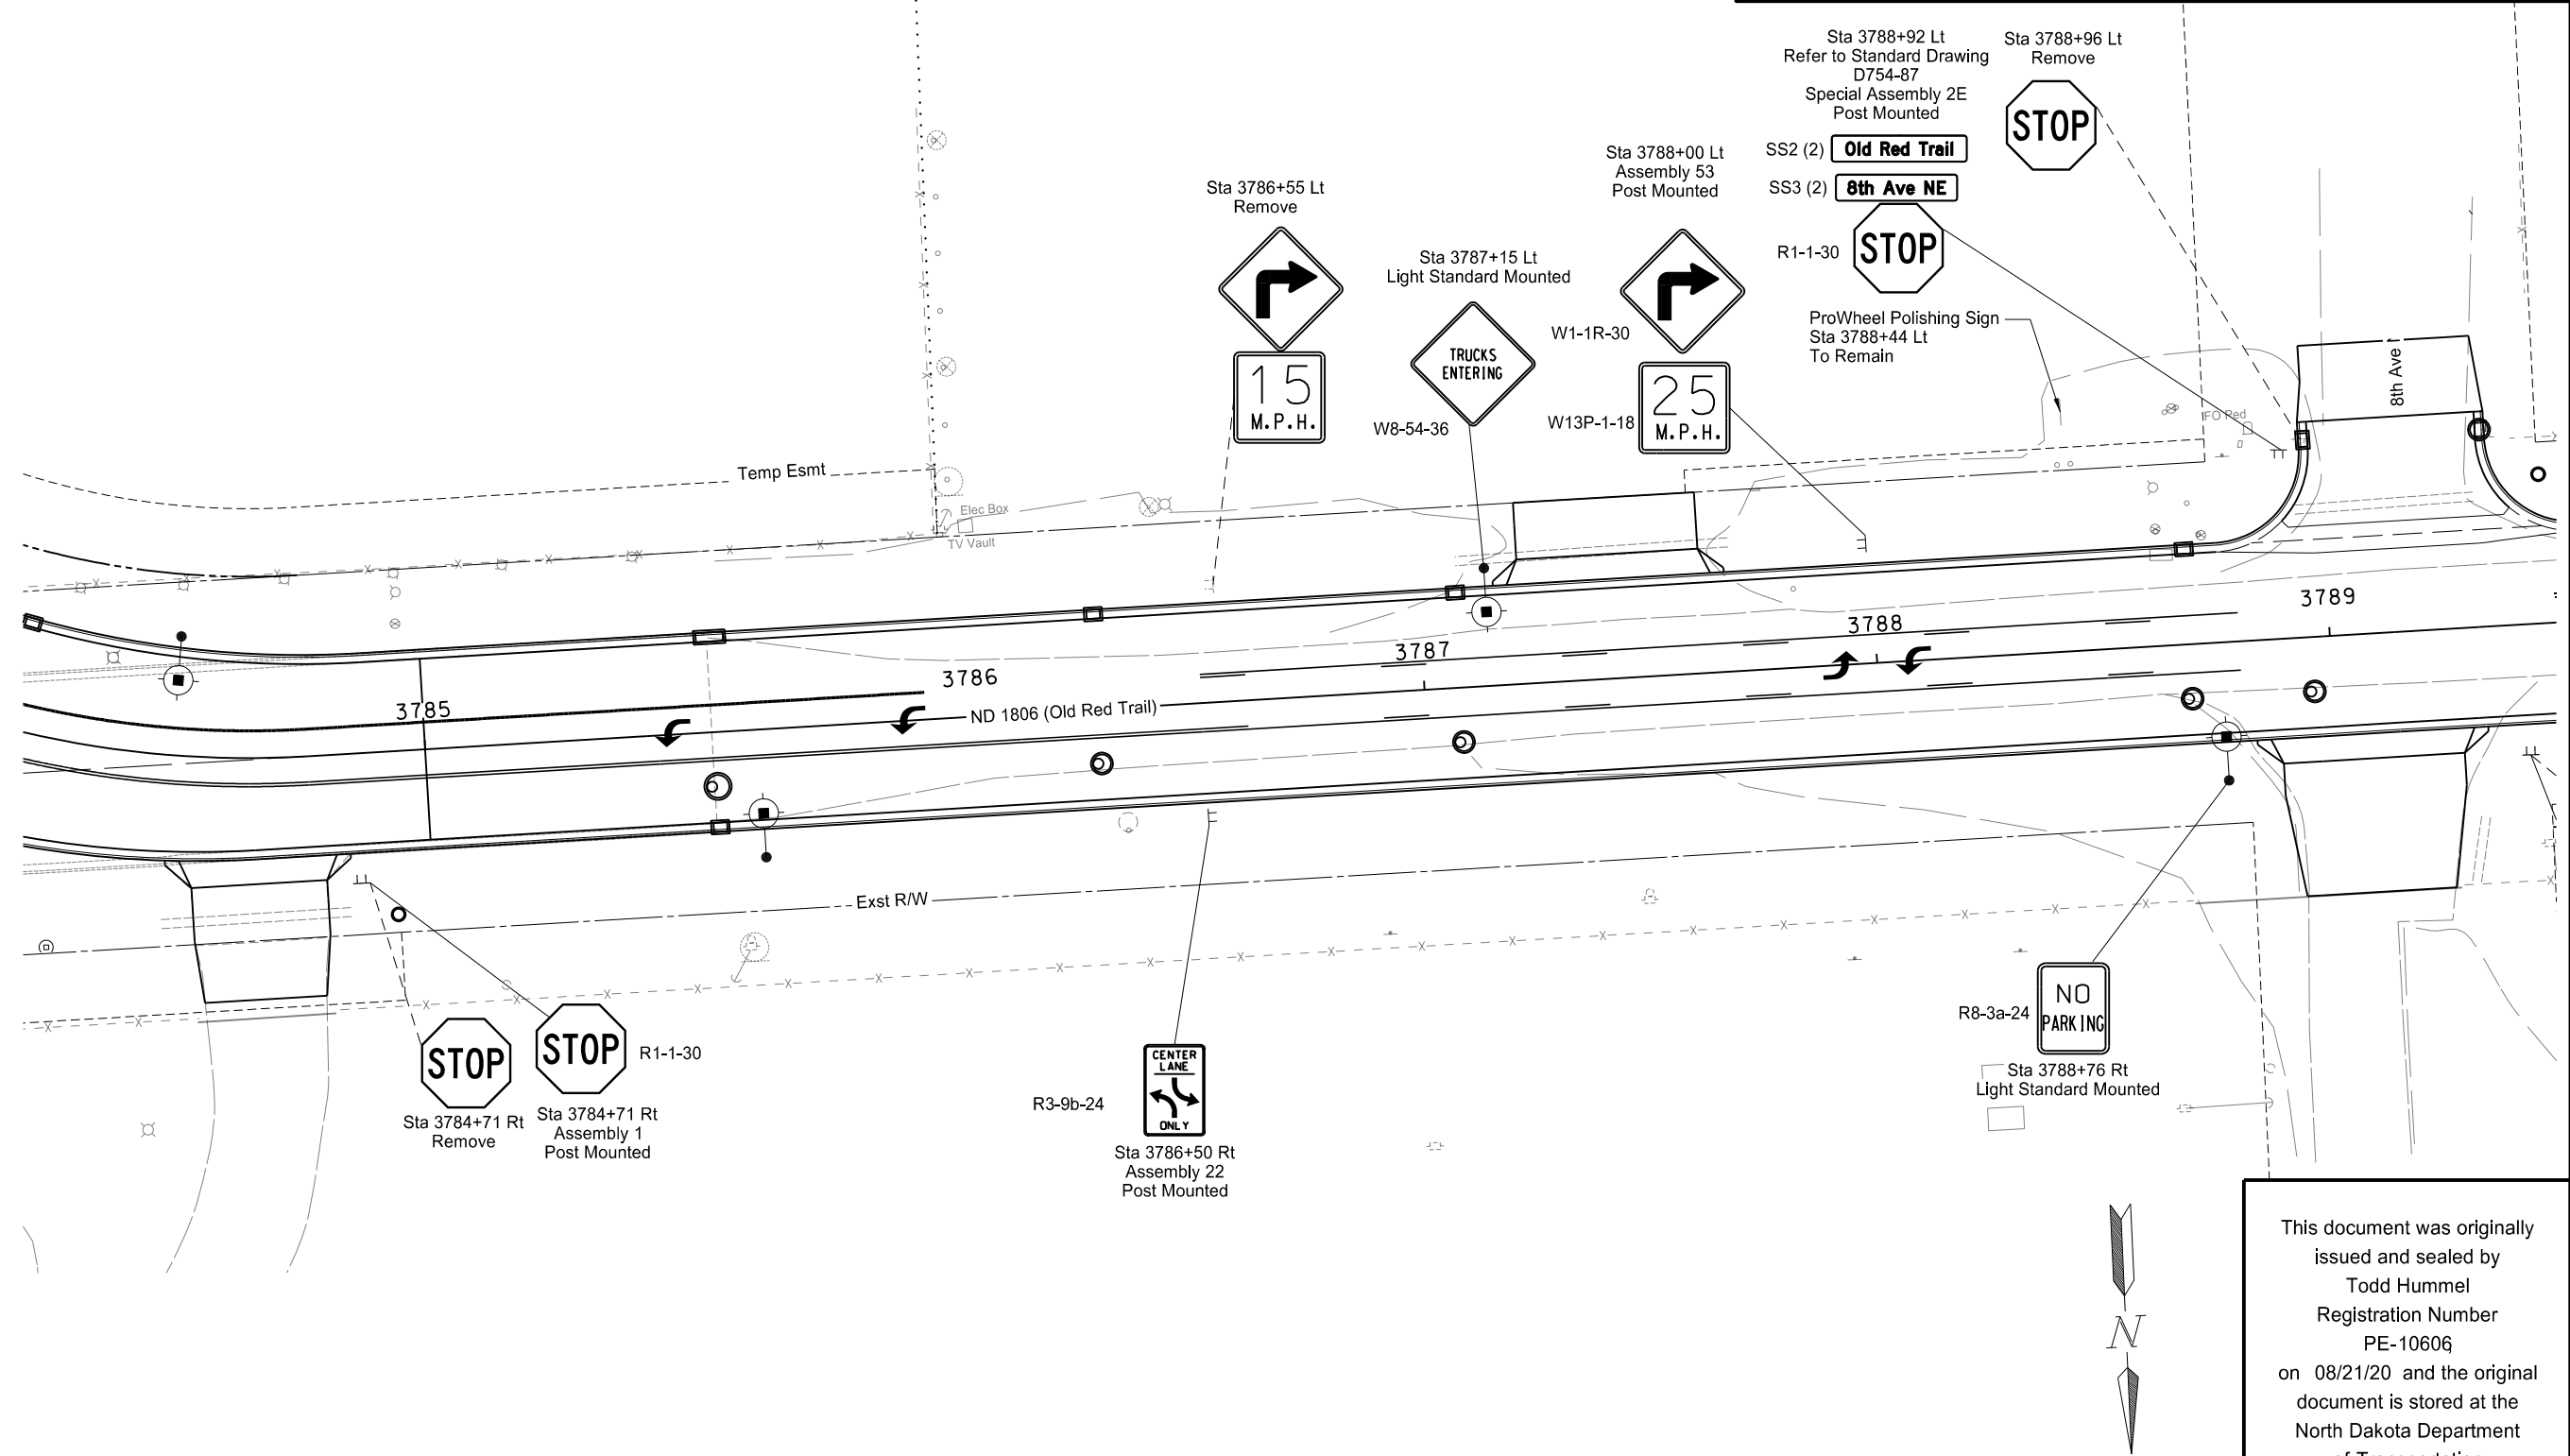 Sta 3788+92 Lt
Refer to Standard Drawing
D754-87
Special Assembly 2E
Post Mounted
SS2 (2)
Old Red Trail
SS3 (2)
8th Ave NE
R1-1-30
STOP
Sta 3788+96 Lt
Remove
STOP
Sta 3788+00 Lt
Assembly 53
Post Mounted
W1-1R-30
W13P-1-18
25
M.P.H.
Sta 3786+55 Lt
Remove
15
M.P.H.
Sta 3787+15 Lt
Light Standard Mounted
TRUCKS
ENTERING
W8-54-36
ProWheel Polishing Sign
Sta 3788+44 Lt
To Remain
8th Ave
FO Ped
Temp Esmt
Elec Box
TV Vault
3785
3786
3787
3788
3789
ND 1806 (Old Red Trail)
Exst R/W
STOP
Sta 3784+71 Rt
Remove
STOP
R1-1-30
Sta 3784+71 Rt
Assembly 1
Post Mounted
R3-9b-24
CENTER
LANE
ONLY
Sta 3786+50 Rt
Assembly 22
Post Mounted
R8-3a-24
NO
PARKING
Sta 3788+76 Rt
Light Standard Mounted
N
This document was originally
issued and sealed by
Todd Hummel
Registration Number
PE-10606,
on 08/21/20 and the original
document is stored at the
North Dakota Department
of Transportation